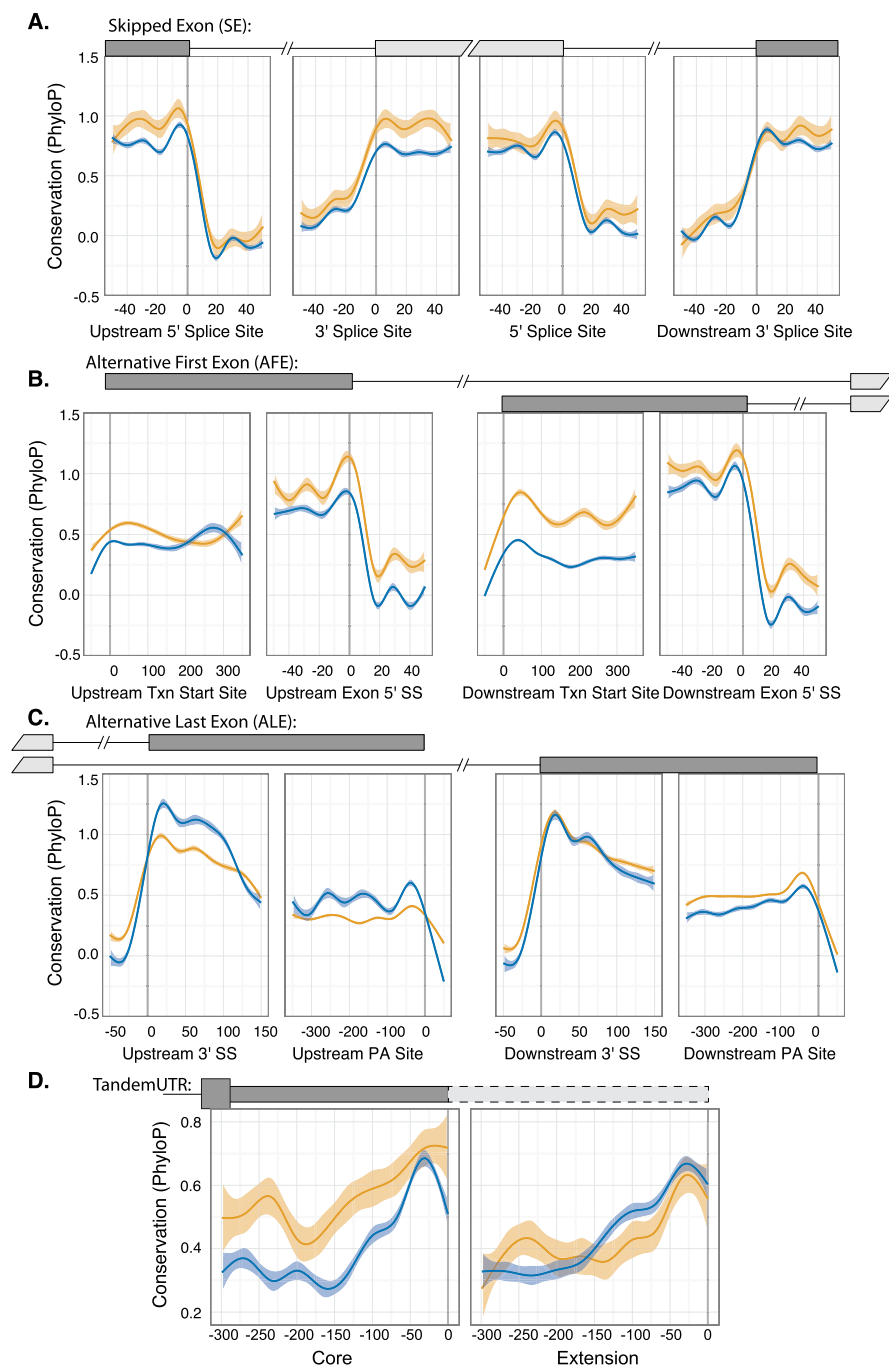 A.
Skipped Exon (SE):
Conservation (PhyloP)
1.5
1.0
0.5
0.0
-0.5
-40 -20 0 20 40
-40 -20 0 20 40
-40 -20 0 20 40
-40 -20 0 20 40
Upstream 5' Splice Site
3' Splice Site
5' Splice Site
Downstream 3' Splice Site
B.
Alternative First Exon (AFE):
Conservation (PhyloP)
1.5
1.0
0.5
0.0
-0.5
0 100 200 300
-40 -20 0 20 40
0 100 200 300
-40 -20 0 20 40
Upstream Txn Start Site
Upstream Exon 5' SS
Downstream Txn Start Site
Downstream Exon 5' SS
C.
Alternative Last Exon (ALE):
Conservation (PhyloP)
1.5
1.0
0.5
0.0
-0.5
-50 0 50 100 150
-300 -200 -100 0
-50 0 50 100 150
-300 -200 -100 0
Upstream 3' SS
Upstream PA Site
Downstream 3' SS
Downstream PA Site
D.
TandemUTR:
Conservation (PhyloP)
0.8
0.6
0.4
0.2
-300 -250 -200 -150 -100 -50 0
-300 -250 -200 -150 -100 -50 0
Core
Extension